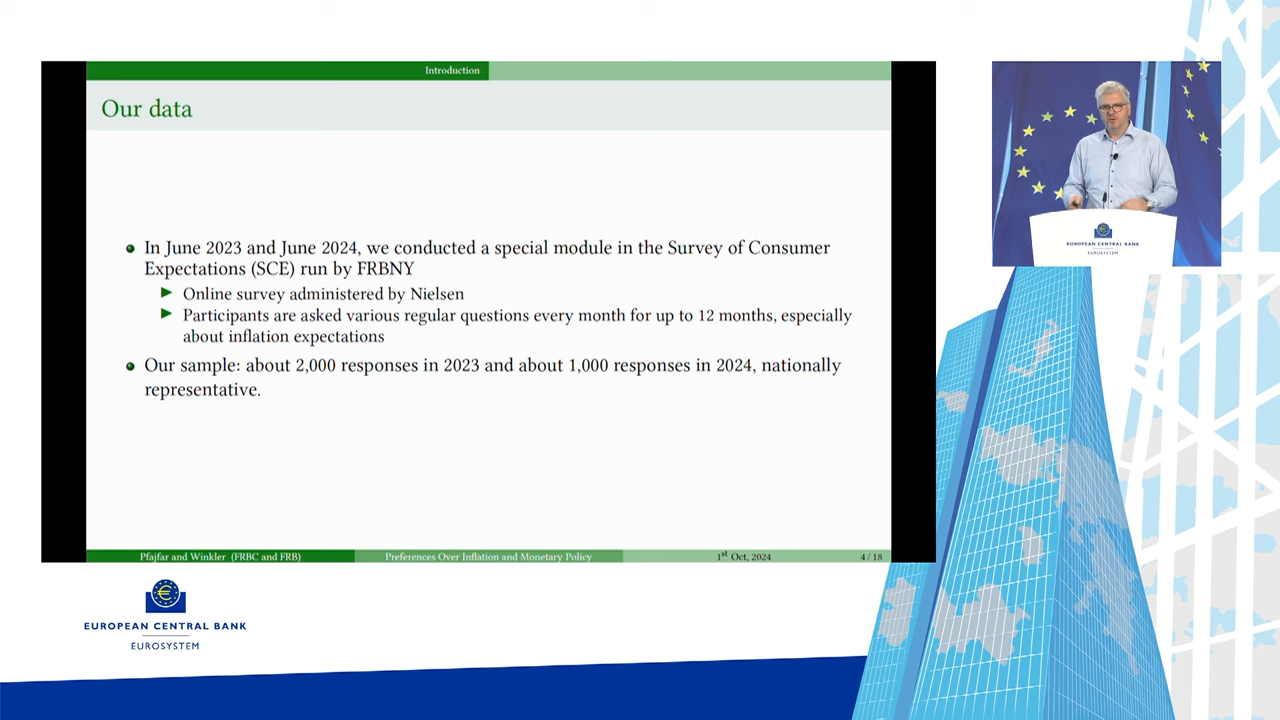 Introduction
Our data
In June 2023 and June 2024, we conducted a special module in the Survey of Consumer
Expectations (SCE) run by FRBNY
Online survey administered by Nielsen
Participants are asked various regular questions every month for up to 12 months, especially
about inflation expectations
Our sample: about 2,000 responses in 2023 and about 1,000 responses in 2024, nationally
representative.
Pfajfar and Winkler (FRBC and FRB)
Preferences Over Inflation and Monetary Policy
1st Oct, 2024
4 / 18
EUROPEAN CENTRAL BANK
EUROSYSTEM
EUROPEAN CENTRAL BANK
EUROSYSTEM